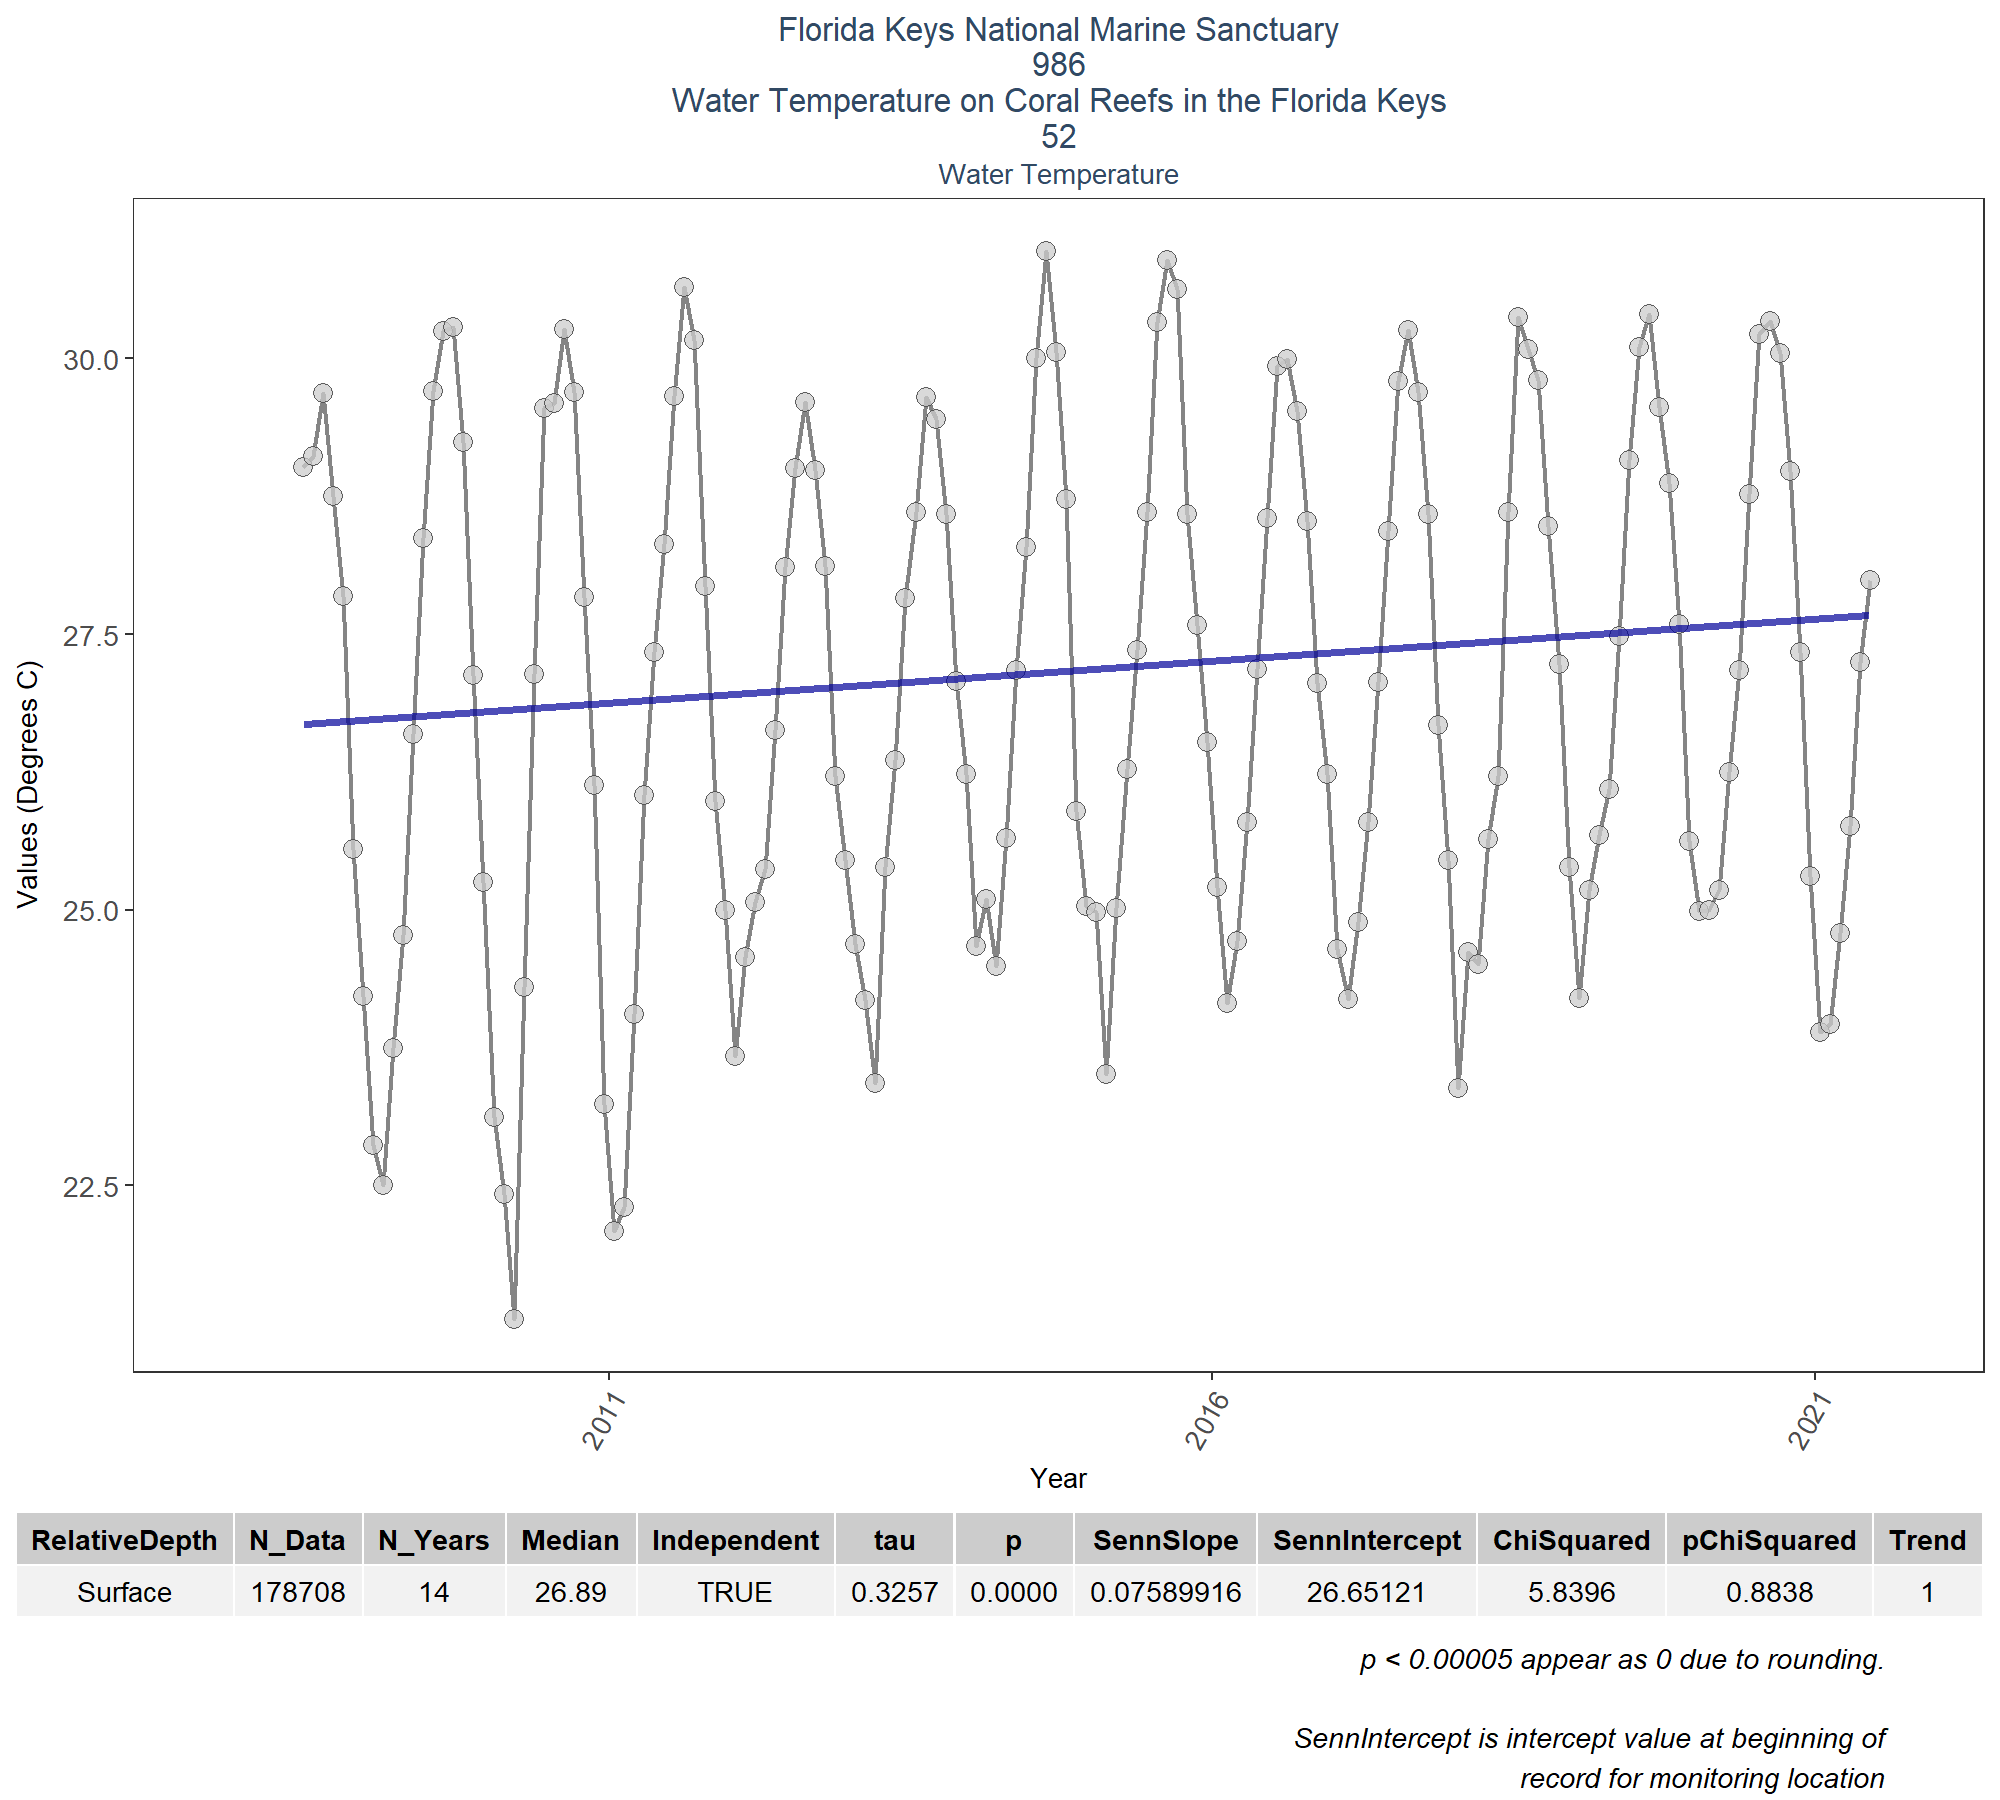 Florida Keys National Marine Sanctuary
986
Water Temperature on Coral Reefs in the Florida Keys
52
Water Temperature
Values (Degrees C)
30.0
27.5
25.0
22.5
2011 2016 2021
Year
RelativeDepth N_Data N_Years Median Independent tau p SennSlope SennIntercept ChiSquared pChiSquared Trend
Surface 178708 14 26.89 TRUE 0.3257 0.0000 0.07589916 26.65121 5.8396 0.8838 1
p < 0.00005 appear as 0 due to rounding.
SennIntercept is intercept value at beginning of
record for monitoring location